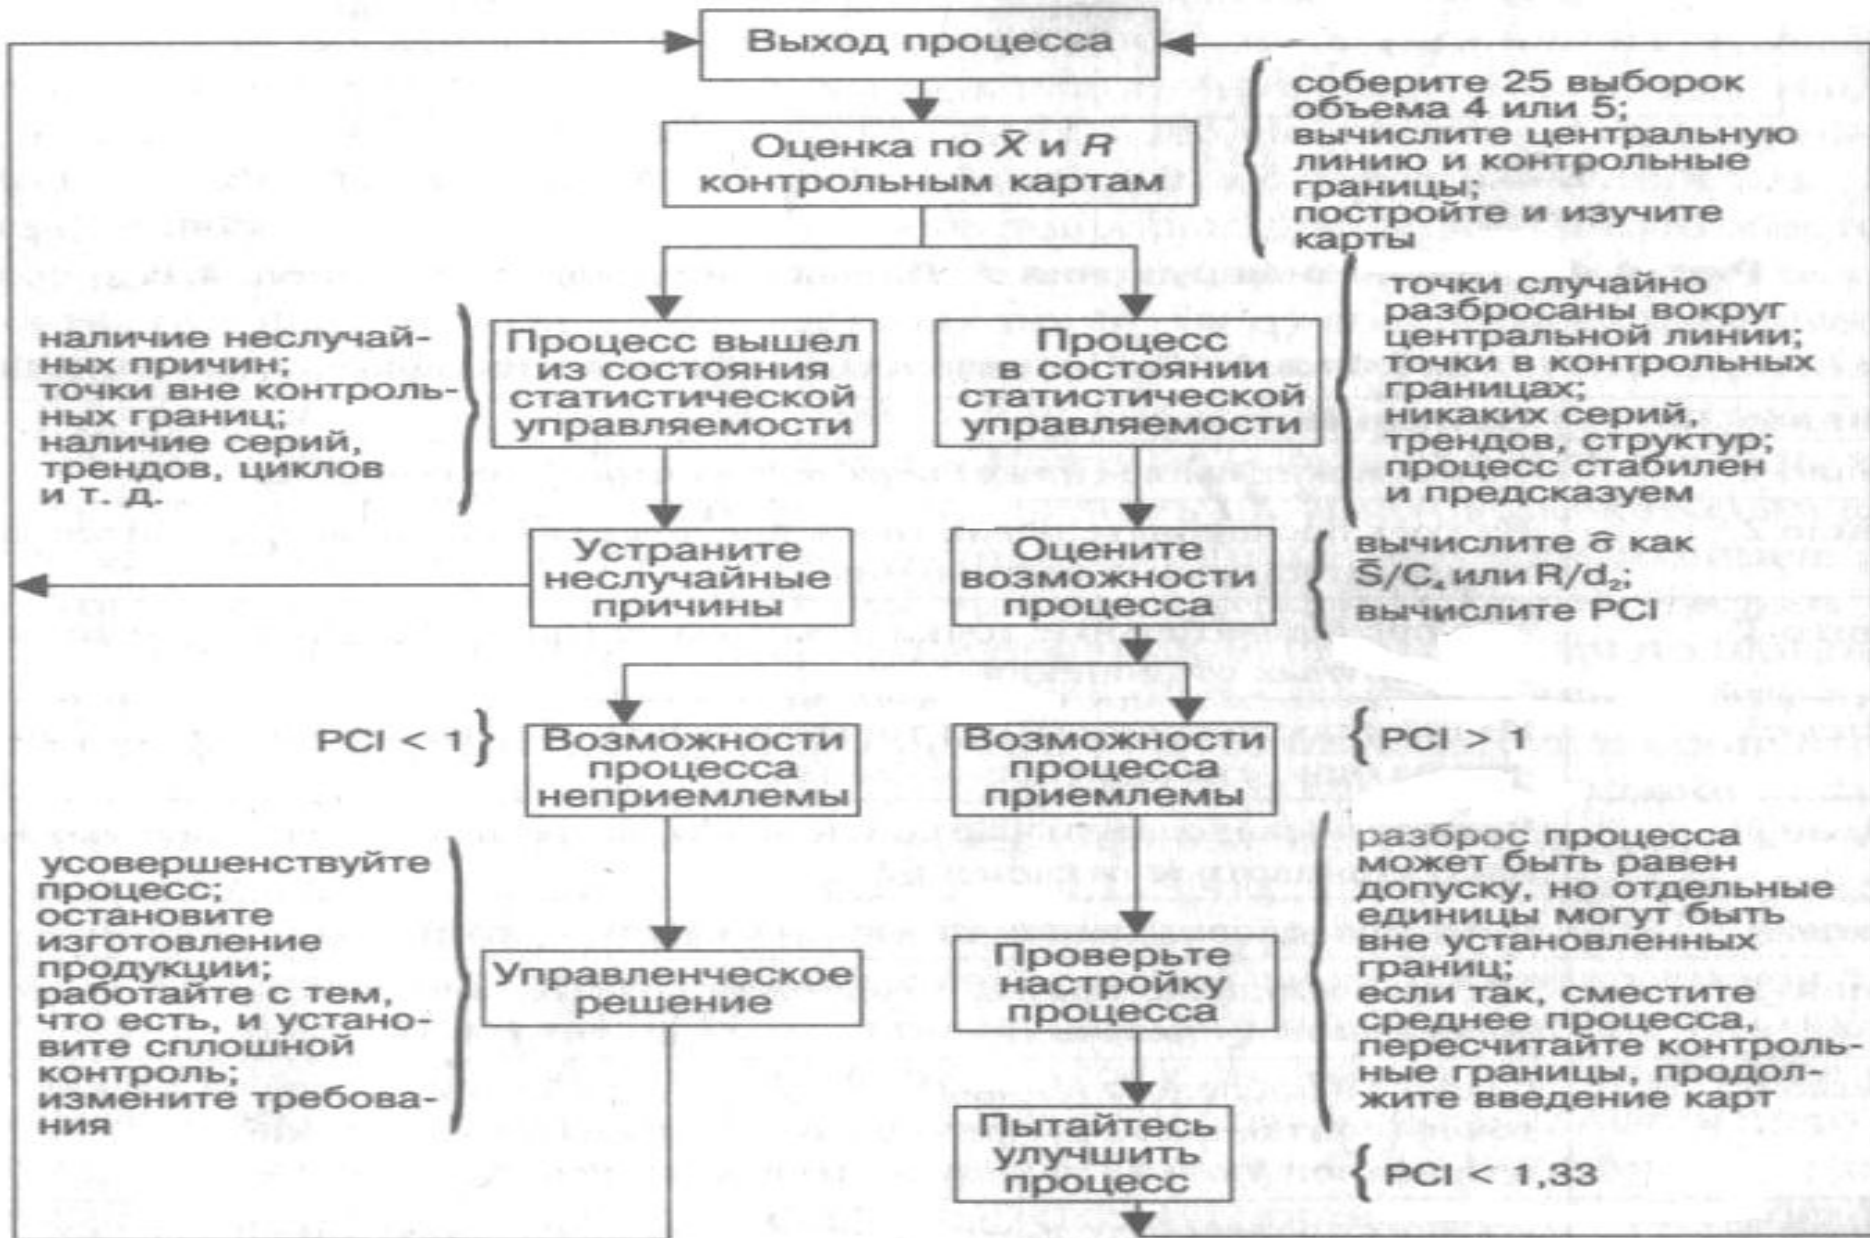 Выход процесса
соберите 25 выборок
объема 4 или 5;
вычислите центральную
линию и контрольные
границы;
постройте и изучите
карты
Оценка по X̄ и R
контрольным картам
наличие неслучай-
ных причин;
точки вне контроль-
ных границ;
наличие серий,
трендов, циклов
и т. д.
Процесс вышел
из состояния
статистической
управляемости
Процесс
в состоянии
статистической
управляемости
точки случайно
разбросаны вокруг
центральной линии;
точки в контрольных
границах;
никаких серий,
трендов, структур;
процесс стабилен
и предсказуем
Устраните
неслучайные
причины
Оцените
возможности
процесса
вычислите σ̂ как
S̄/C₄ или R/d₂;
вычислите PCI
PCI < 1
Возможности
процесса
неприемлемы
Возможности
процесса
приемлемы
PCI > 1
усовершенствуйте
процесс;
остановите
изготовление
продукции;
работайте с тем,
что есть, и устано-
вите сплошной
контроль;
измените требова-
ния
Управленческое
решение
Проверьте
настройку
процесса
разброс процесса
может быть равен
допуску, но отдельные
единицы могут быть
вне установленных
границ;
если так, сместите
среднее процесса,
пересчитайте контроль-
ные границы, продол-
жите введение карт
Пытайтесь
улучшить
процесс
PCI < 1,33